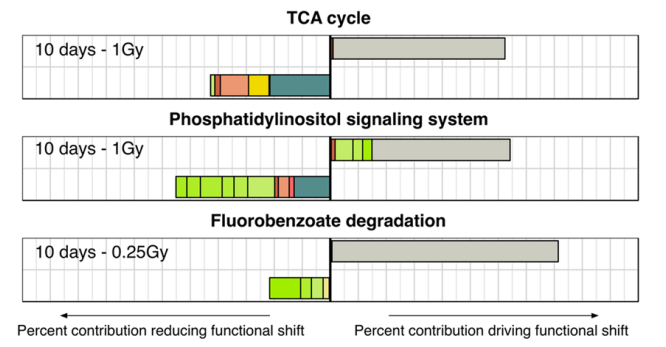 TCA cycle
10 days - 1Gy
Phosphatidylinositol signaling system
10 days - 1Gy
Fluorobenzoate degradation
10 days - 0.25Gy
Percent contribution reducing functional shift
Percent contribution driving functional shift